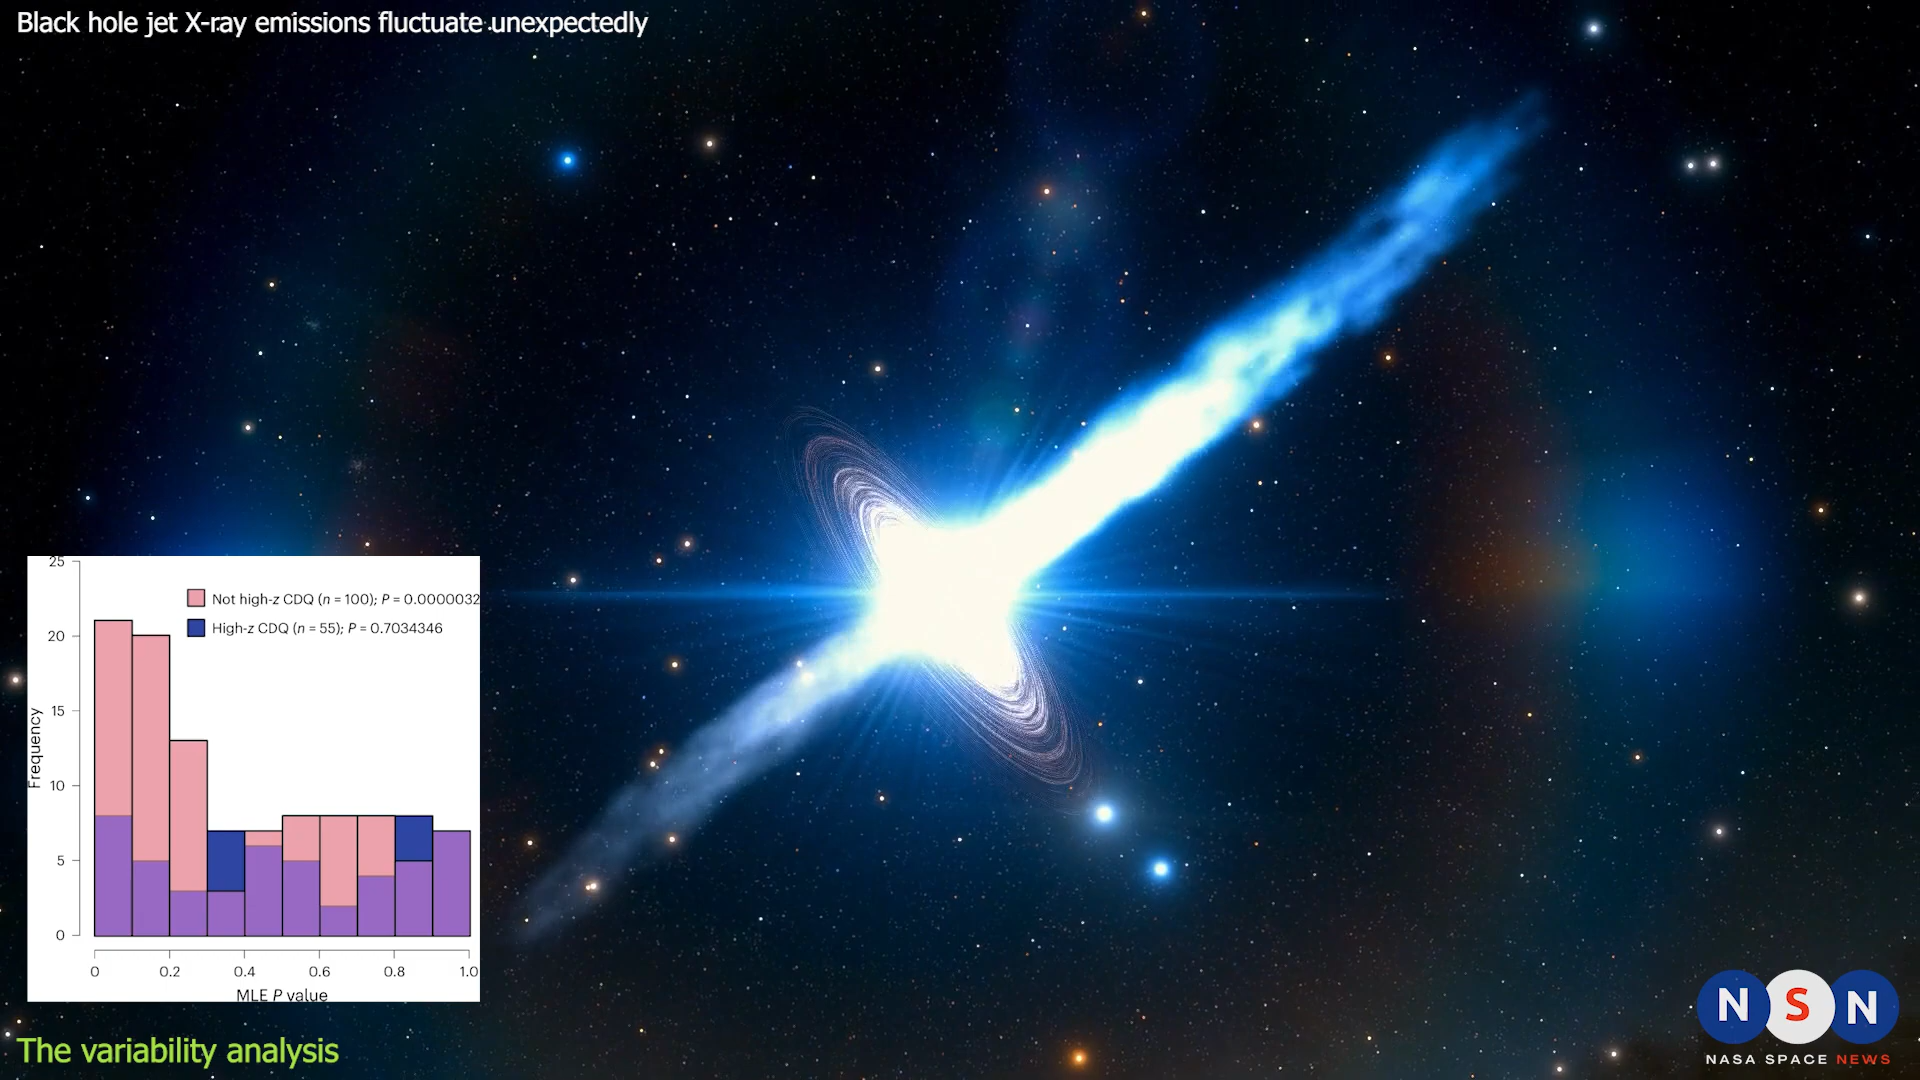 Black hole jet X-ray emissions fluctuate unexpectedly
25
Not high-z CDQ (n = 100); P = 0.0000032
High-z CDQ (n = 55); P = 0.7034346
20
15
10
5
0
Frequency
0 0.2 0.4 0.6 0.8 1.0
MLE P value
The variability analysis
N S N
NASA SPACE NEWS